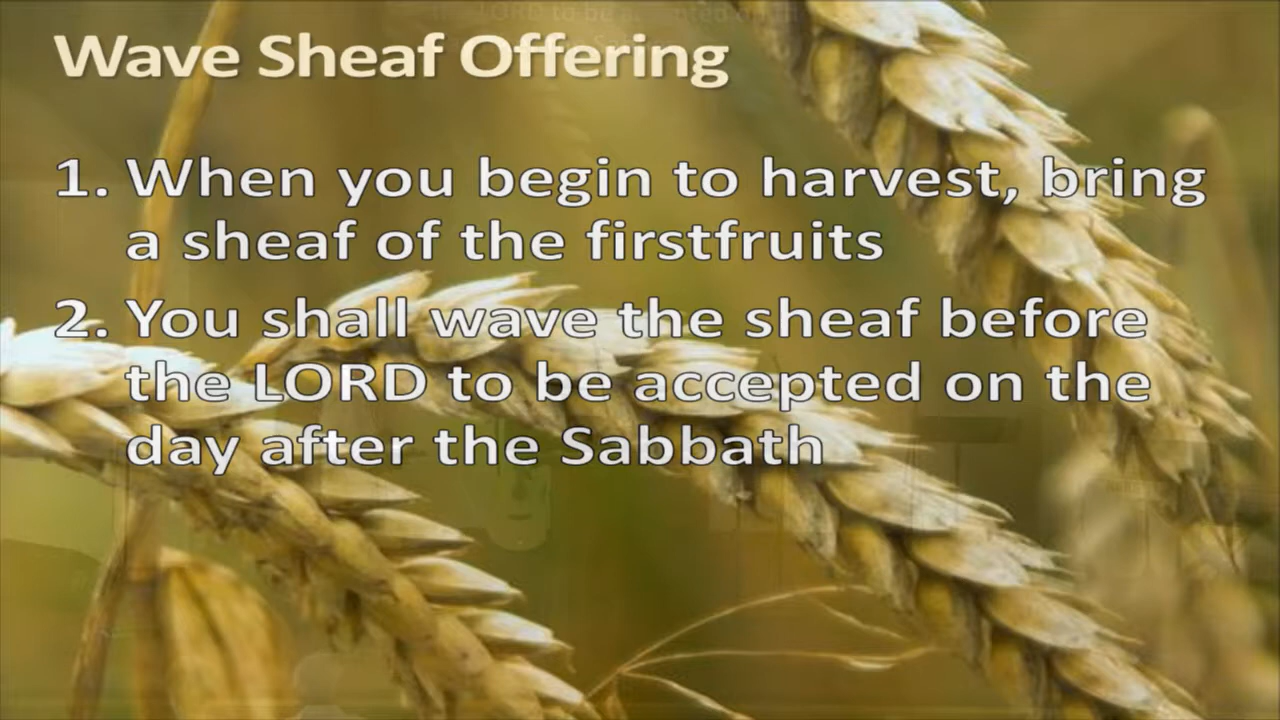 Wave Sheaf Offering
1. When you begin to harvest, bring
a sheaf of the firstfruits
2. You shall wave the sheaf before
the LORD to be accepted on the
day after the Sabbath